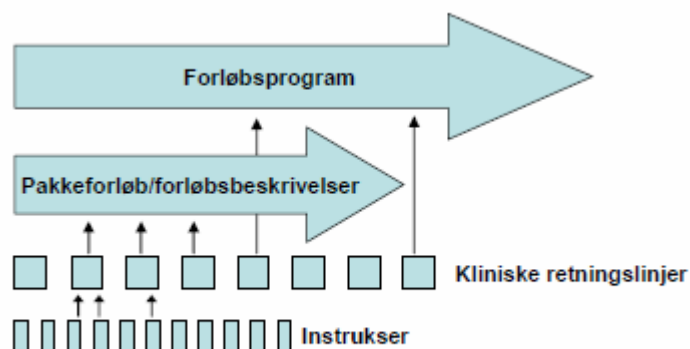 Forløbsprogram
Pakkeforløb/forløbsbeskrivelser
Kliniske retningslinjer
Instrukser